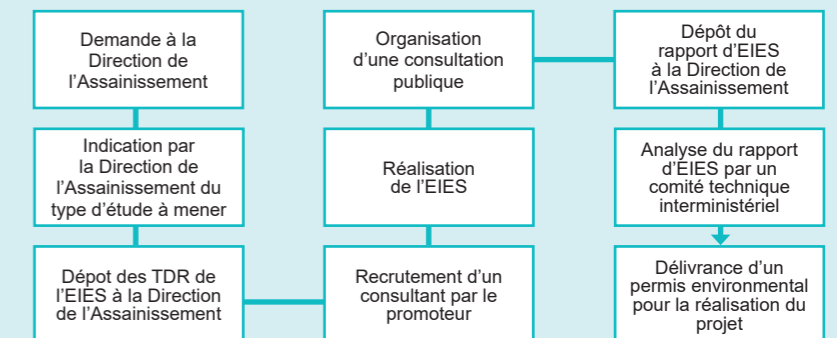 Demande à la
Direction de
l'Assainissement
Indication par
la Direction de
l'Assainissement du
type d'étude à mener
Dépot des TDR de
l'EIES à la Direction
de l'Assainissement
Recrutement d'un
consultant par le
promoteur
Réalisation
de l'EIES
Organisation
d'une consultation
publique
Dépôt du
rapport d'EIES
à la Direction de
l'Assainissement
Analyse du rapport
d'EIES par un
comité technique
interministériel
Délivrance d'un
permis environmental
pour la réalisation du
projet